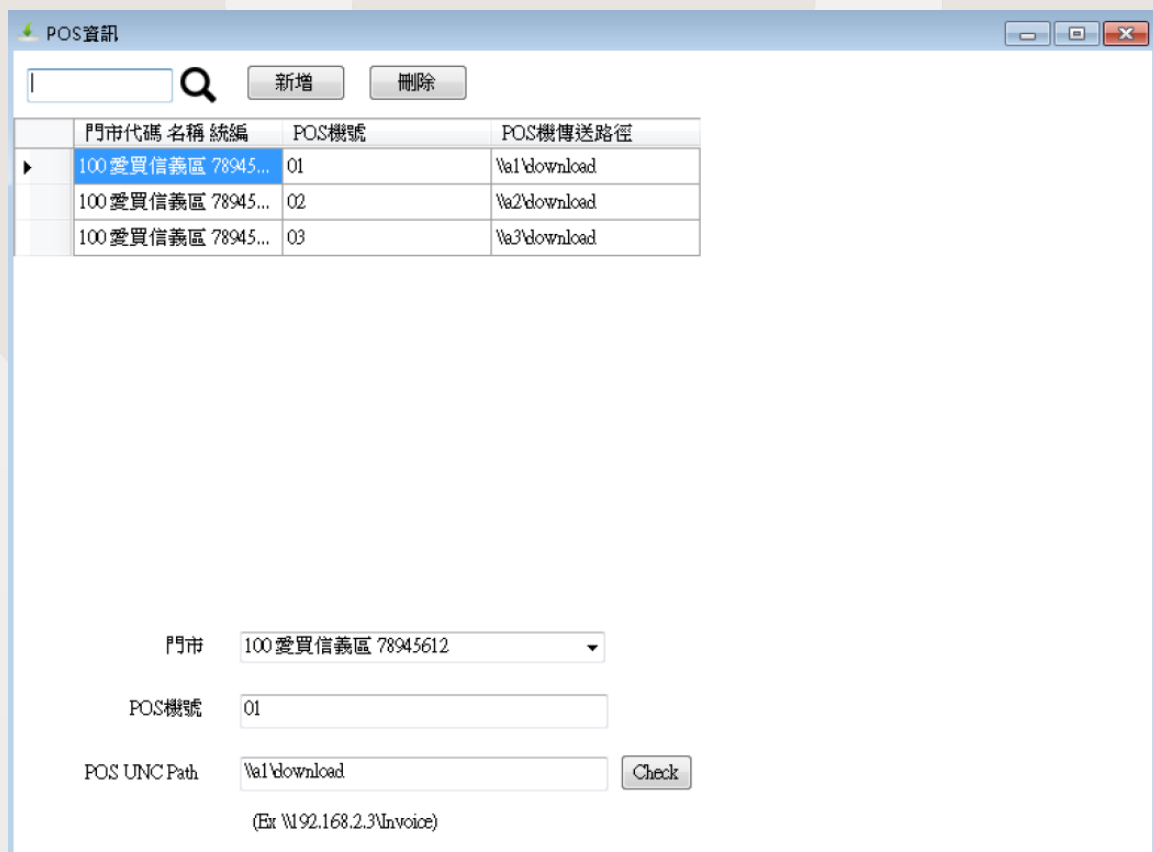 POS資訊
新增 刪除
門市代碼 名稱 統編 POS機號 POS機傳送路徑
100 愛買信義區 78945... 01 \\a1\download
100 愛買信義區 78945... 02 \\a2\download
100 愛買信義區 78945... 03 \\a3\download
門市 100 愛買信義區 78945612
POS機號 01
POS UNC Path \\a1\download Check
(Ex \\192.168.2.3\Invoice)